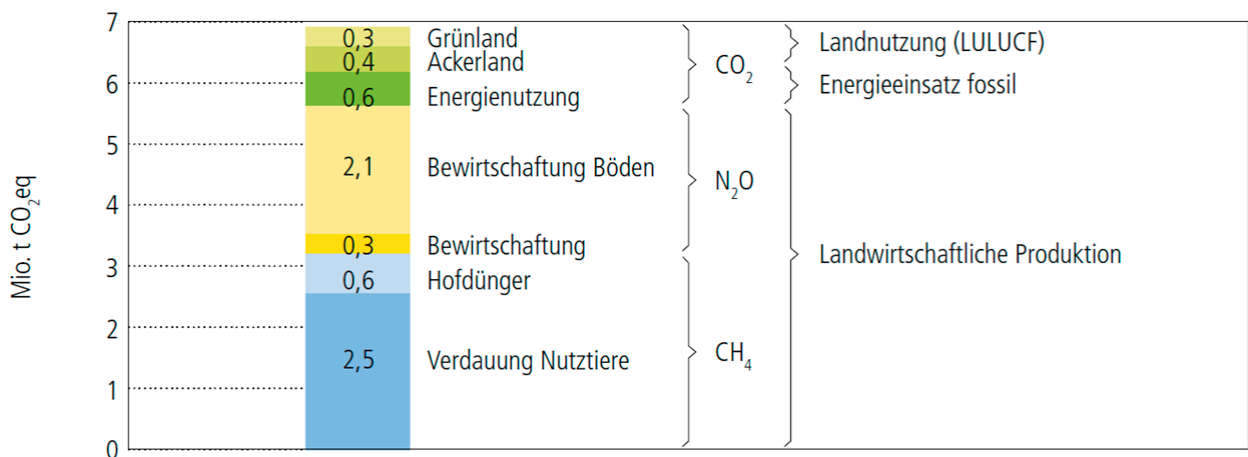 Mio. t CO₂eq
7
6
5
4
3
2
1
0
0,3 Grünland
0,4 Ackerland
0,6 Energienutzung
2,1 Bewirtschaftung Böden
0,3 Bewirtschaftung
0,6 Hofdünger
2,5 Verdauung Nutztiere
CO₂
N₂O
CH₄
Landnutzung (LULUCF)
Energieeinsatz fossil
Landwirtschaftliche Produktion